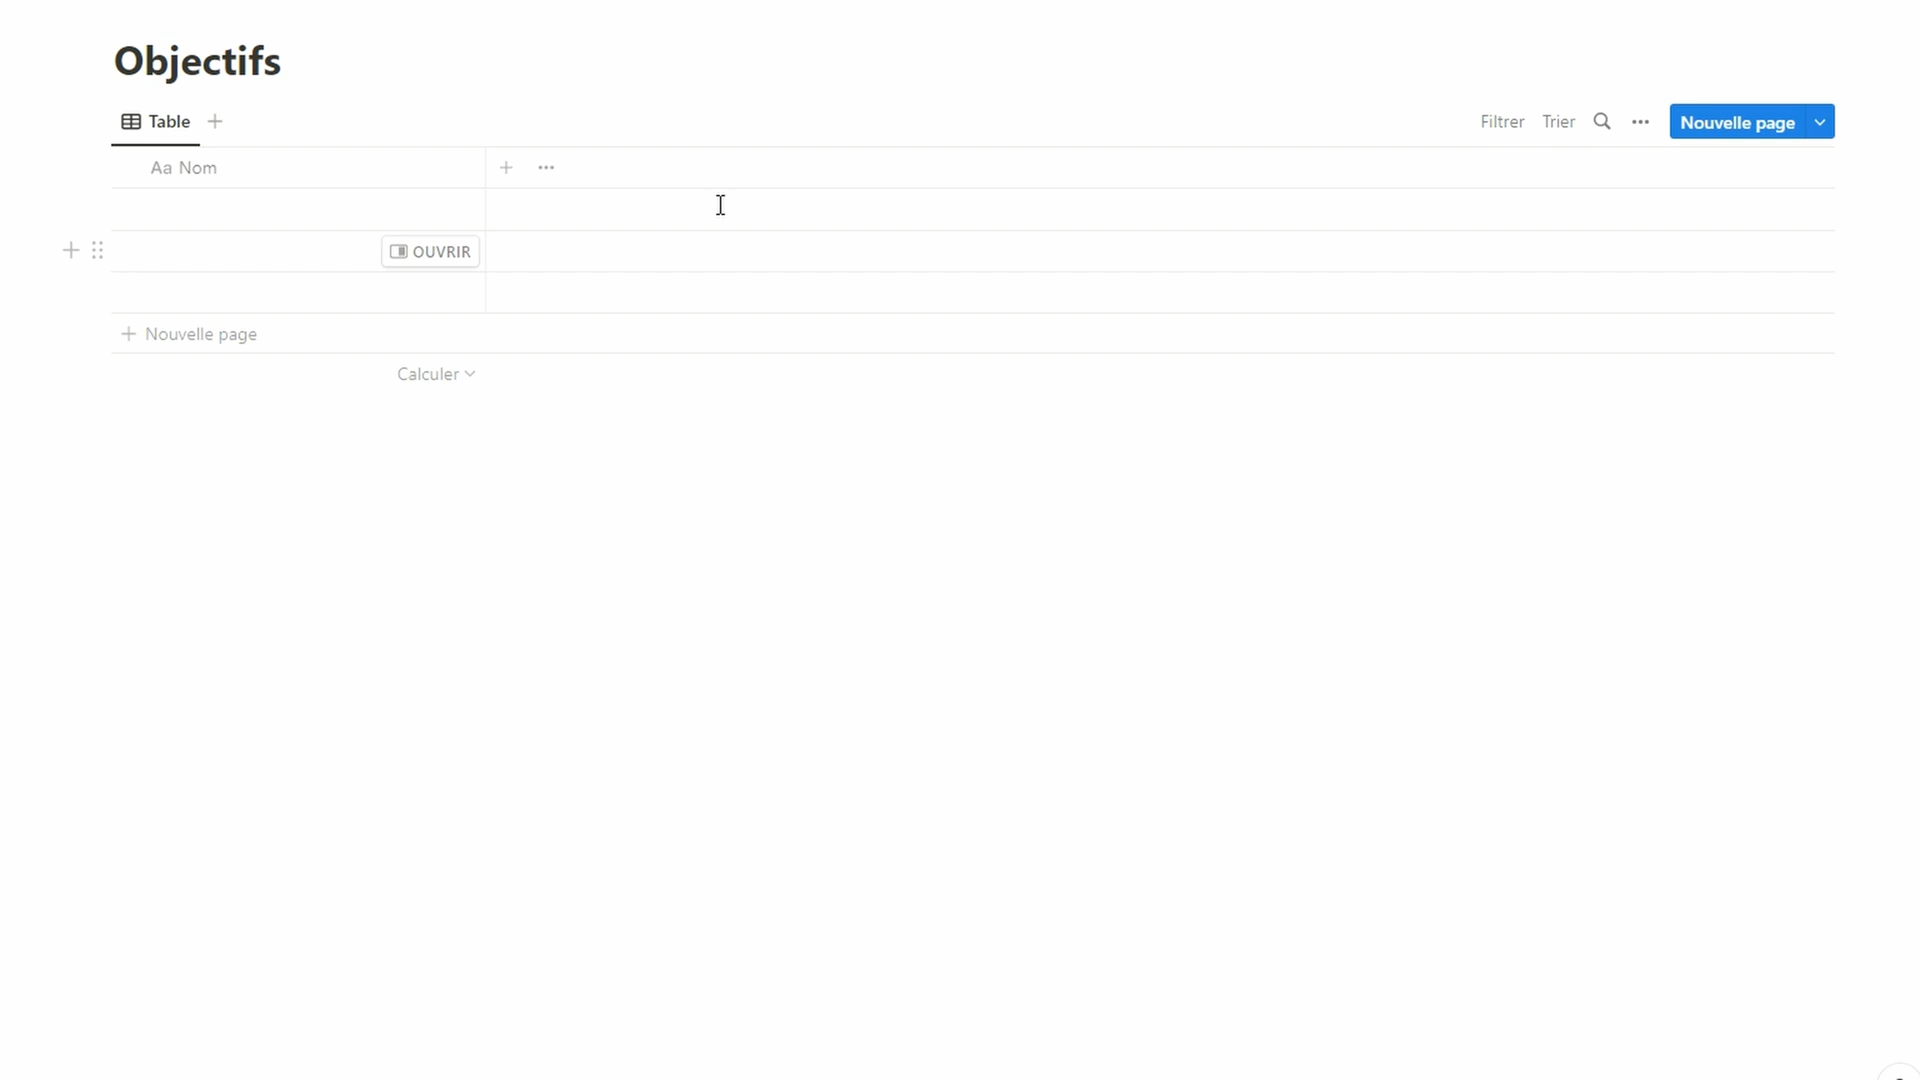 Objectifs
Table
Filtrer Trier Nouvelle page
Aa Nom
OUVRIR
Nouvelle page
Calculer